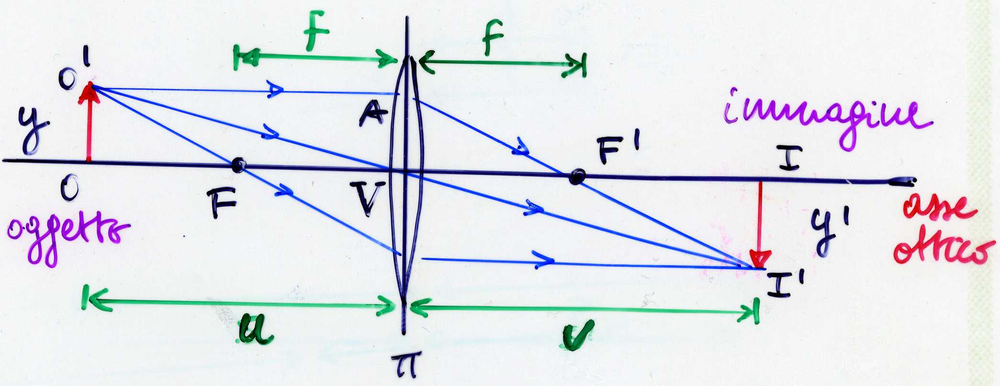 f
f
O'
y
A
immagine
F'
I
O
F
V
y'
asse
ottico
oggetto
I'
u
v
π